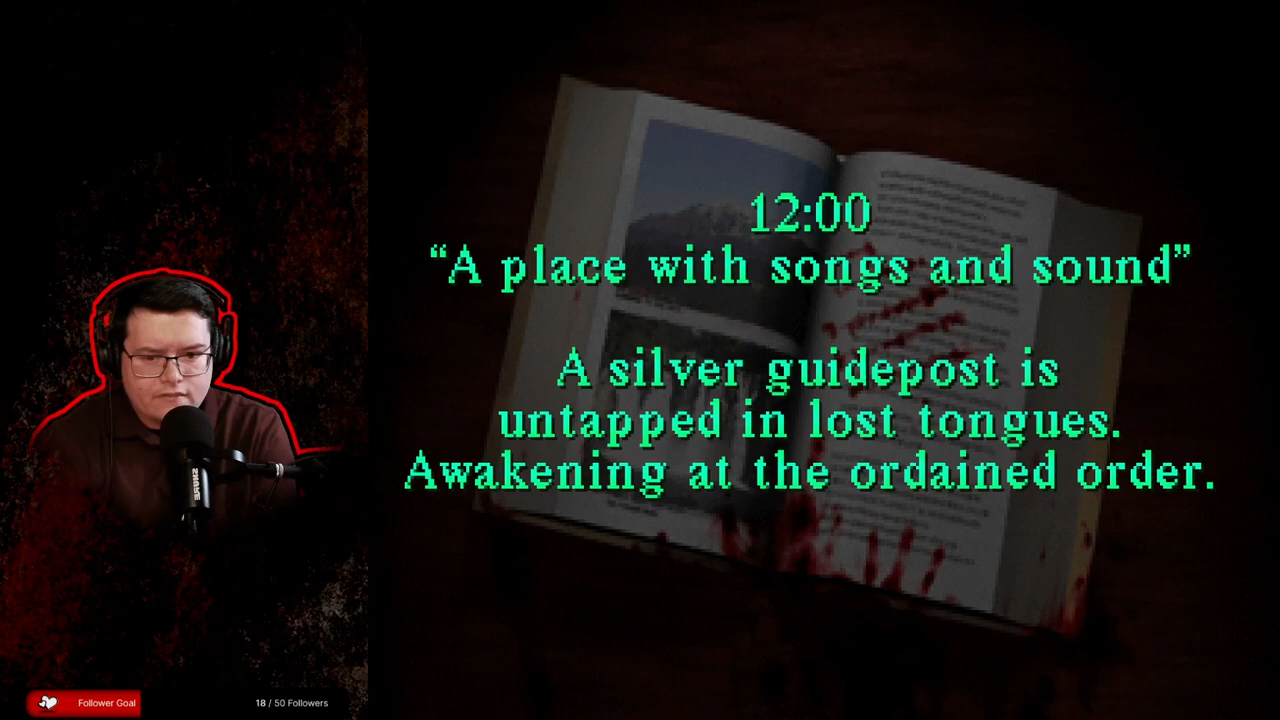 12:00
“A place with songs and sound”
A silver guidepost is
untapped in lost tongues.
Awakening at the ordained order.
SHURE
Follower Goal
18 / 50 Followers